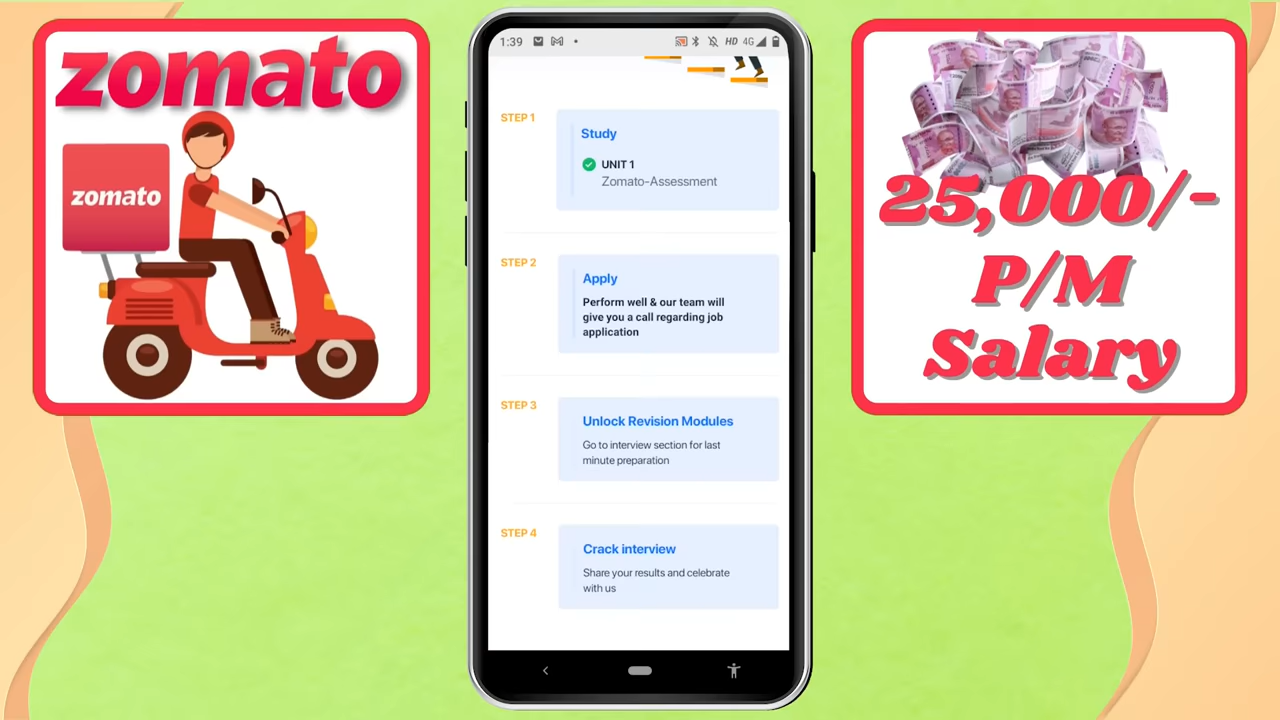 zomato
zomato
1:39
HD 4G
STEP 1
Study
UNIT 1
Zomato-Assessment
STEP 2
Apply
Perform well & our team will
give you a call regarding job
application
STEP 3
Unlock Revision Modules
Go to interview section for last
minute preparation
STEP 4
Crack interview
Share your results and celebrate
with us
25,000/-
P/M
Salary